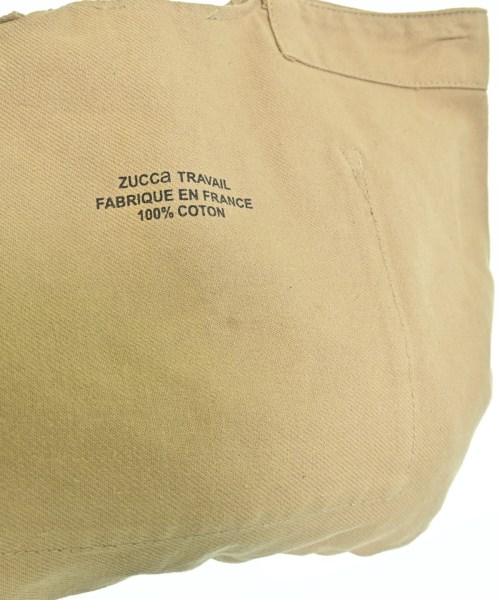 zucca TRAVAIL
FABRIQUE EN FRANCE
100% COTON